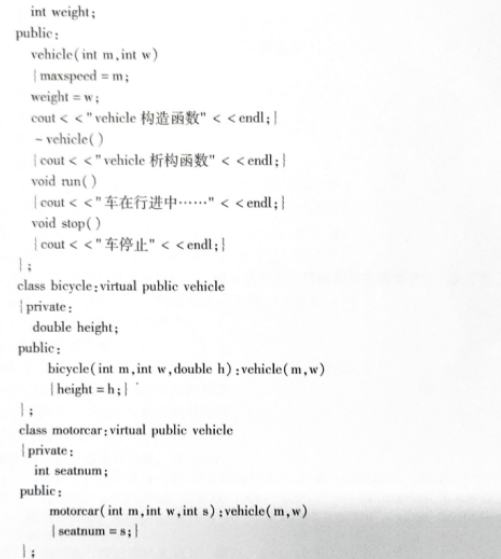 int weight;
public:
vehicle(int m,int w)
{maxspeed = m;
weight = w;
cout < <"vehicle 构造函数" < <endl;}
~vehicle( )
{cout < <"vehicle 析构函数" < <endl;}
void run( )
{cout < <"车在行进中……" < <endl;}
void stop( )
{cout < <"车停止" < <endl;}
};
class bicycle:virtual public vehicle
{private:
double height;
public:
bicycle(int m,int w,double h):vehicle(m,w)
{height = h;}
};
class motorcar:virtual public vehicle
{private:
int seatnum;
public:
motorcar(int m,int w,int s):vehicle(m,w)
{seatnum = s;}
};